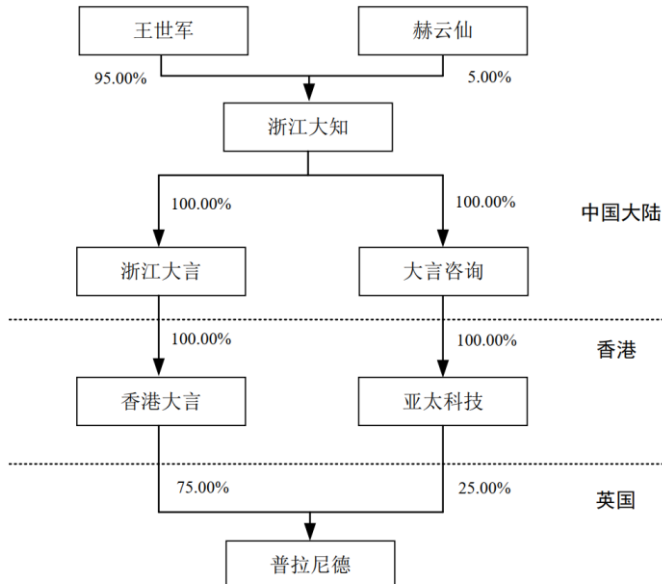 王世军
赫云仙
95.00%
5.00%
浙江大知
100.00%
100.00%
中国大陆
浙江大言
大言咨询
100.00%
100.00%
香港
香港大言
亚太科技
75.00%
25.00%
英国
普拉尼德